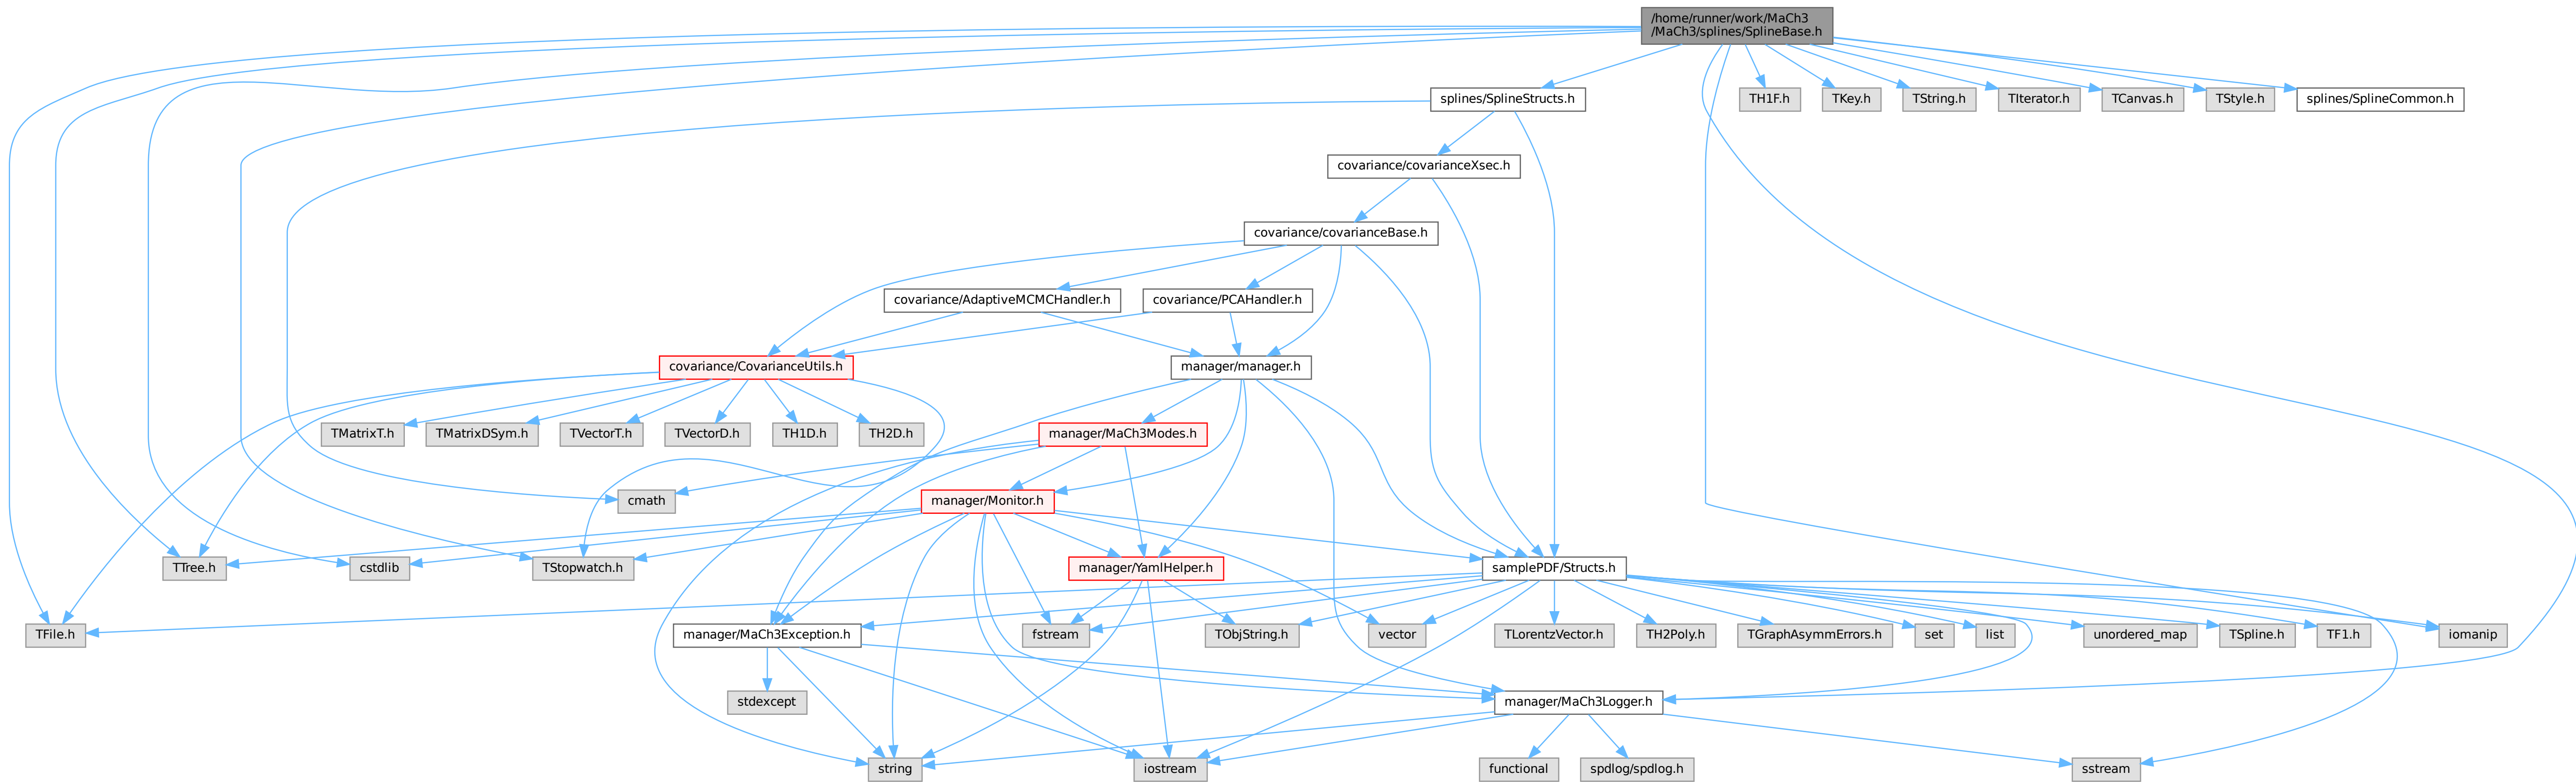 /home/runner/work/MaCh3
/MaCh3/splines/SplineBase.h
splines/SplineStructs.h
TH1F.h
TKey.h
TString.h
TIterator.h
TCanvas.h
TStyle.h
splines/SplineCommon.h
covariance/covarianceXsec.h
covariance/covarianceBase.h
covariance/AdaptiveMCMCHandler.h
covariance/PCAHandler.h
covariance/CovarianceUtils.h
manager/manager.h
TMatrixT.h
TMatrixDSym.h
TVectorT.h
TVectorD.h
TH1D.h
TH2D.h
manager/MaCh3Modes.h
cmath
manager/Monitor.h
TTree.h
cstdlib
TStopwatch.h
manager/YamlHelper.h
samplePDF/Structs.h
TFile.h
manager/MaCh3Exception.h
fstream
TObjString.h
vector
TLorentzVector.h
TH2Poly.h
TGraphAsymmErrors.h
set
list
unordered_map
TSpline.h
TF1.h
iomanip
stdexcept
manager/MaCh3Logger.h
string
iostream
functional
spdlog/spdlog.h
sstream